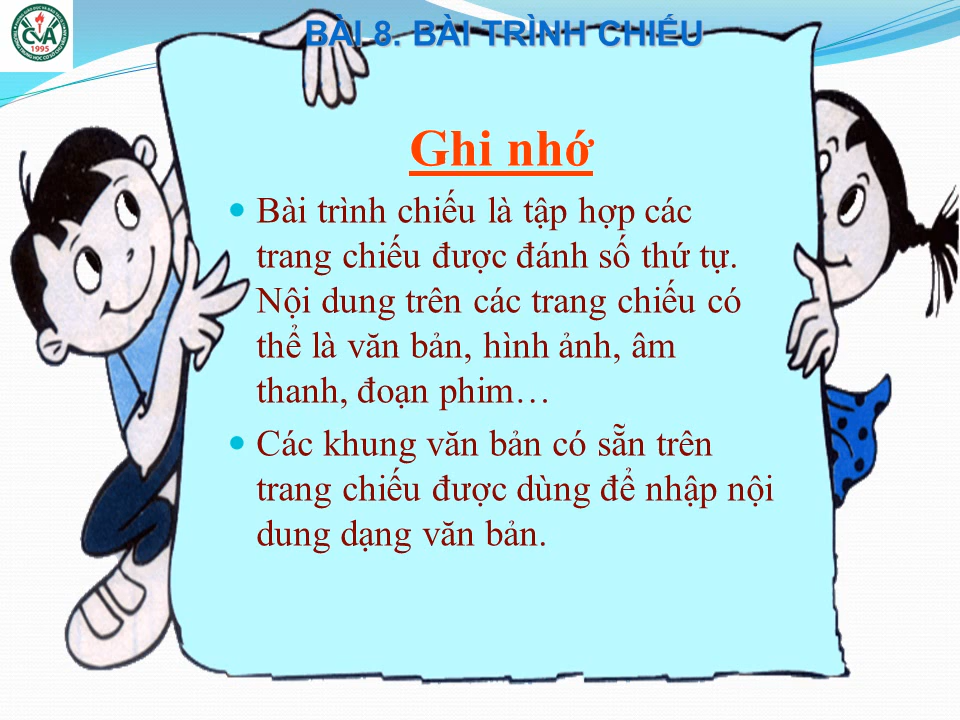 BÀI 8. BÀI TRÌNH CHIẾU
CVA
1995
Ghi nhớ
Bài trình chiếu là tập hợp các
trang chiếu được đánh số thứ tự.
Nội dung trên các trang chiếu có
thể là văn bản, hình ảnh, âm
thanh, đoạn phim…
Các khung văn bản có sẵn trên
trang chiếu được dùng để nhập nội
dung dạng văn bản.